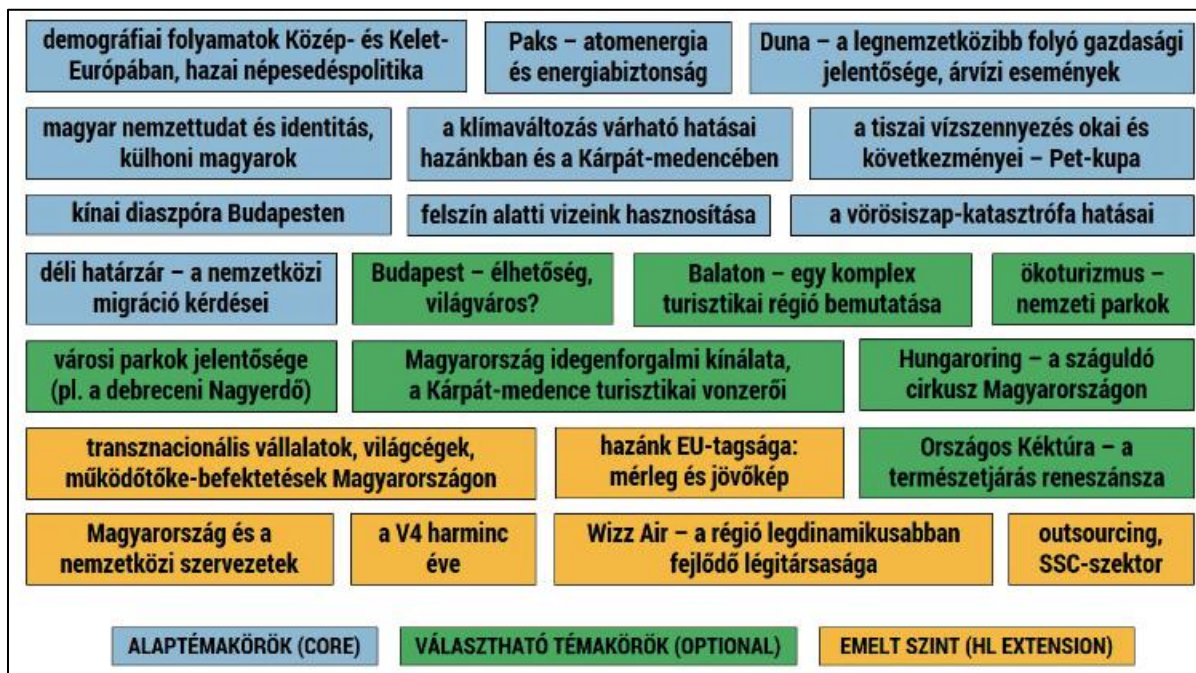 demográfiai folyamatok Közép- és Kelet-
Európában, hazai népesedéspolitika
Paks – atomenergia
és energiabiztonság
Duna – a legnemzetközibb folyó gazdasági
jelentősége, árvízi események
magyar nemzettudat és identitás,
külhoni magyarok
a klímaváltozás várható hatásai
hazánkban és a Kárpát-medencében
a tiszai vízszennyezés okai és
következményei – Pet-kupa
kínai diaszpóra Budapesten
felszín alatti vizeink hasznosítása
a vörösiszap-katasztrófa hatásai
déli határzár – a nemzetközi
migráció kérdései
Budapest – élhetőség,
világváros?
Balaton – egy komplex
turisztikai régió bemutatása
ökoturizmus –
nemzeti parkok
városi parkok jelentősége
(pl. a debreceni Nagyerdő)
Magyarország idegenforgalmi kínálata,
a Kárpát-medence turisztikai vonzerői
Hungaroring – a száguldó
cirkusz Magyarországon
transznacionális vállalatok, világcégek,
működőtőke-befektetések Magyarországon
hazánk EU-tagsága:
mérleg és jövőkép
Országos Kéktúra – a
természetjárás reneszánsza
Magyarország és a
nemzetközi szervezetek
a V4 harminc
éve
Wizz Air – a régió legdinamikusabban
fejlődő légitársasága
outsourcing,
SSC-szektor
ALAPTÉMAKÖRÖK (CORE)
VÁLASZTHATÓ TÉMAKÖRÖK (OPTIONAL)
EMELT SZINT (HL EXTENSION)